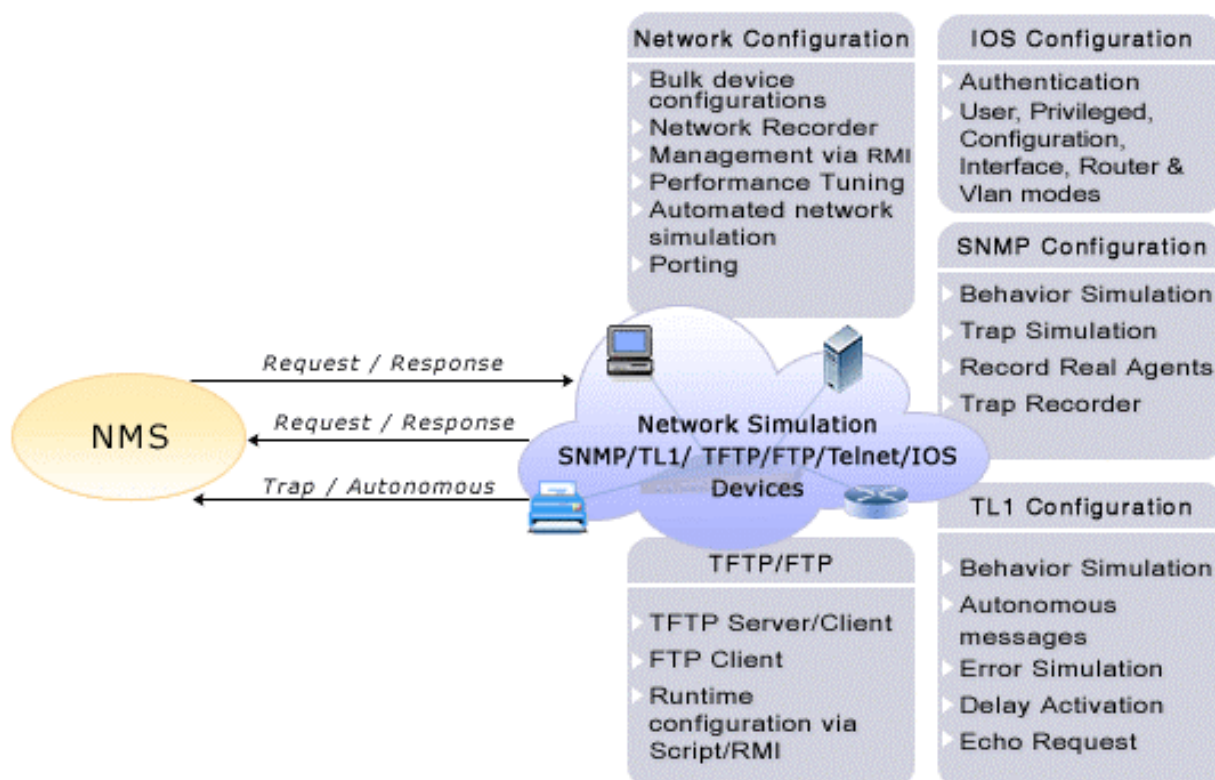 Network Configuration
Bulk device
configurations
Network Recorder
Management via RMI
Performance Tuning
Automated network
simulation
Porting
IOS Configuration
Authentication
User, Privileged,
Configuration,
Interface, Router &
Vlan modes
SNMP Configuration
Behavior Simulation
Trap Simulation
Record Real Agents
Trap Recorder
NMS
Request / Response
Request / Response
Trap / Autonomous
Network Simulation
SNMP/TL1/ TFTP/FTP/Telnet/IOS
Devices
TFTP/FTP
TFTP Server/Client
FTP Client
Runtime
configuration via
Script/RMI
TL1 Configuration
Behavior Simulation
Autonomous
messages
Error Simulation
Delay Activation
Echo Request